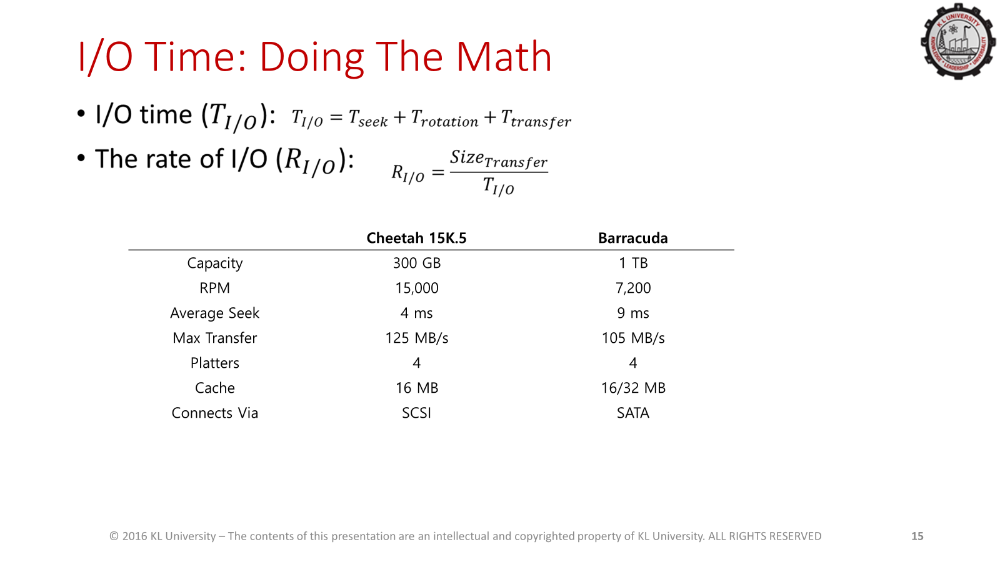 K L UNIVERSITY
KNOWLEDGE • LEADERSHIP • UNIVERSALITY
I/O Time: Doing The Math
• I/O time (T_{I/O}): T_{I/O} = T_{seek} + T_{rotation} + T_{transfer}
• The rate of I/O (R_{I/O}): R_{I/O} = \frac{Size_{Transfer}}{T_{I/O}}
Cheetah 15K.5 Barracuda
Capacity 300 GB 1 TB
RPM 15,000 7,200
Average Seek 4 ms 9 ms
Max Transfer 125 MB/s 105 MB/s
Platters 4 4
Cache 16 MB 16/32 MB
Connects Via SCSI SATA
© 2016 KL University – The contents of this presentation are an intellectual and copyrighted property of KL University. ALL RIGHTS RESERVED 15